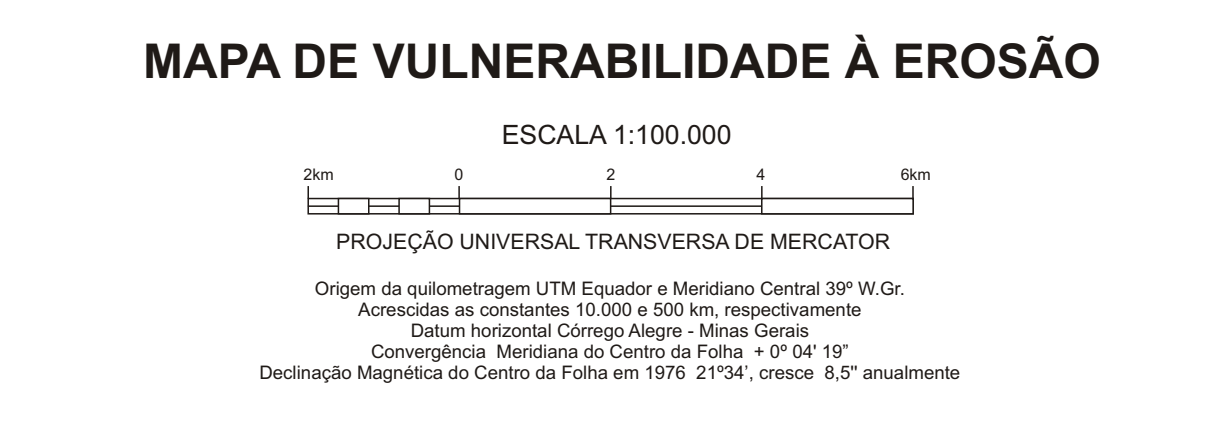 MAPA DE VULNERABILIDADE À EROSÃO
ESCALA 1:100.000
2km 0 2 4 6km
PROJEÇÃO UNIVERSAL TRANSVERSA DE MERCATOR
Origem da quilometragem UTM Equador e Meridiano Central 39º W.Gr.
Acrescidas as constantes 10.000 e 500 km, respectivamente
Datum horizontal Córrego Alegre - Minas Gerais
Convergência Meridiana do Centro da Folha + 0º 04' 19”
Declinação Magnética do Centro da Folha em 1976 21º34’, cresce 8,5" anualmente